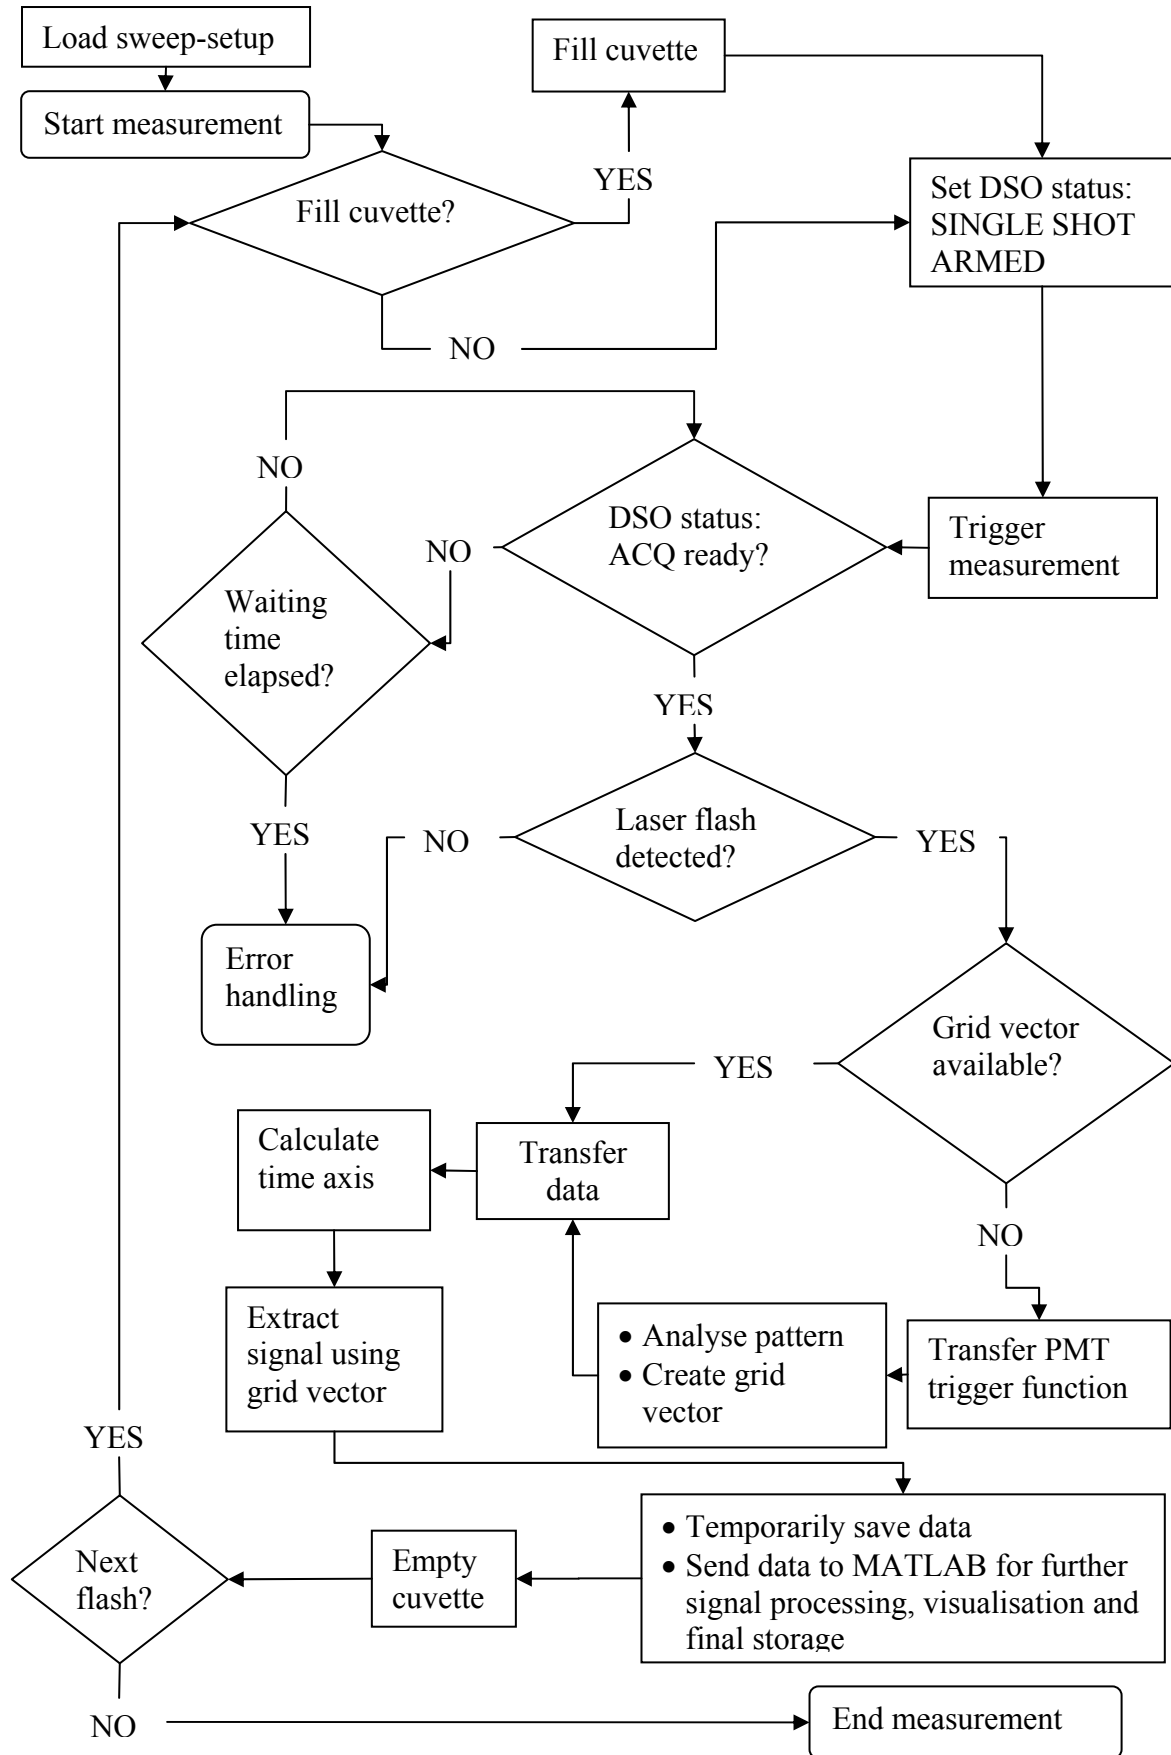 Load sweep-setup
Fill cuvette
Start measurement
YES
Fill cuvette?
Set DSO status:
SINGLE SHOT
ARMED
NO
NO
DSO status:
ACQ ready?
NO
Trigger
measurement
Waiting
time
elapsed?
YES
YES
Laser flash
detected?
NO
YES
Error
handling
Grid vector
available?
YES
Calculate
time axis
Transfer
data
NO
Extract
signal using
grid vector
• Analyse pattern
• Create grid
vector
Transfer PMT
trigger function
YES
• Temporarily save data
• Send data to MATLAB for further
signal processing, visualisation and
final storage
Empty
cuvette
Next
flash?
NO
End measurement